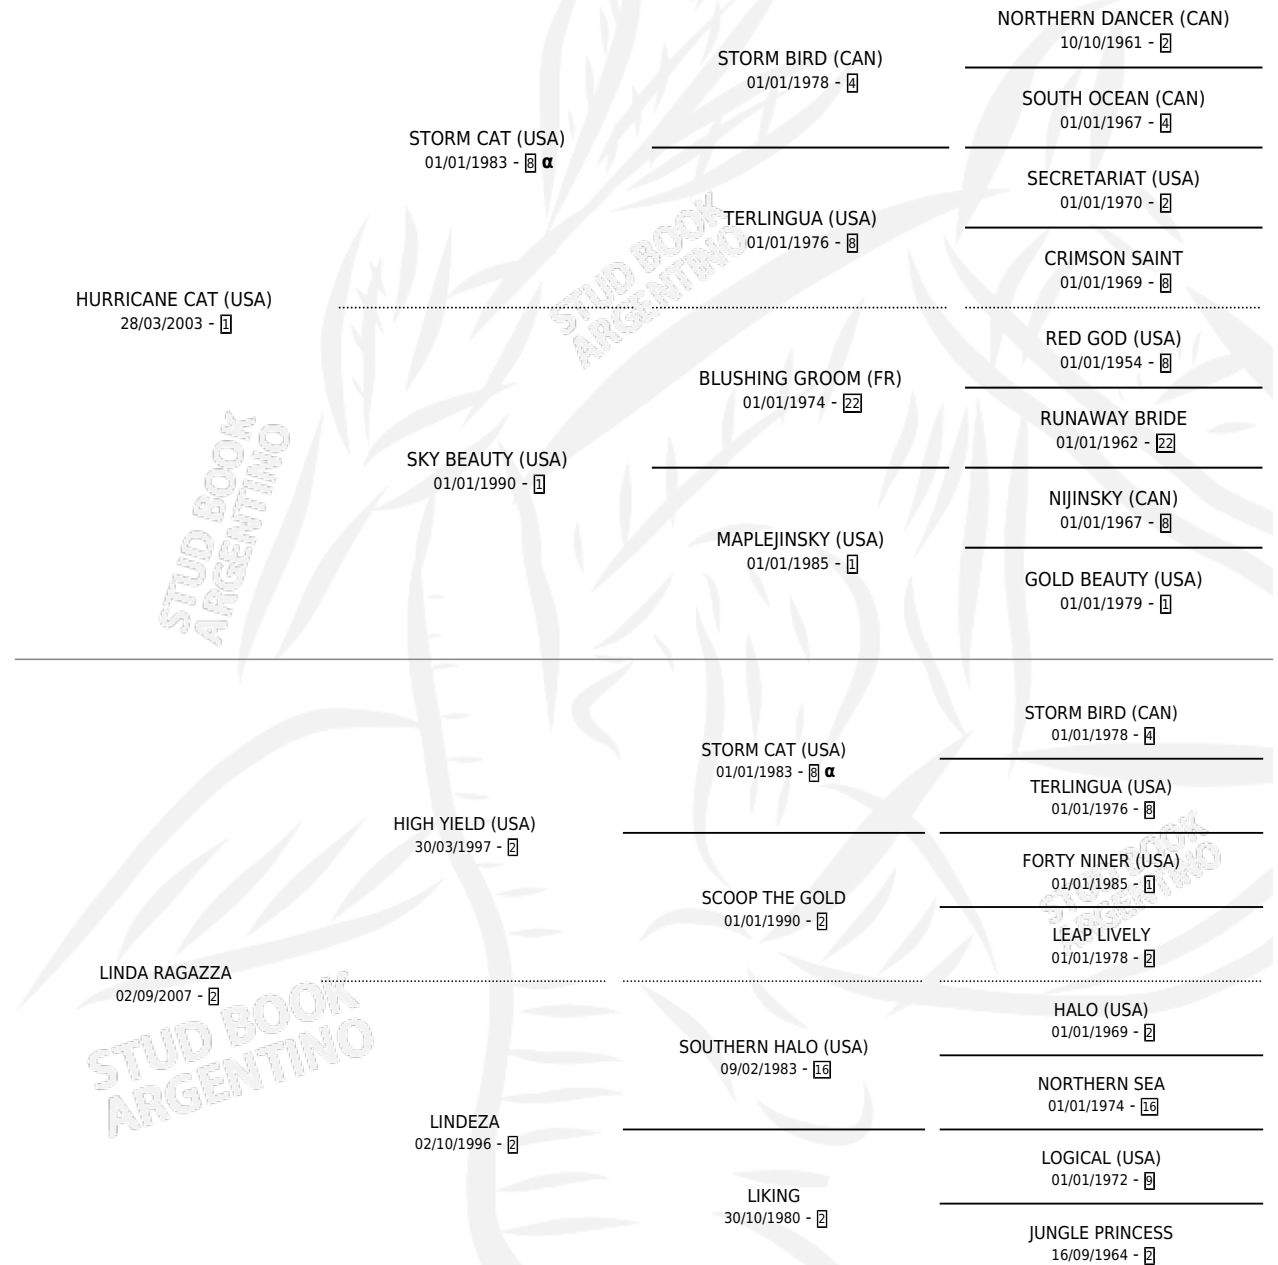 NORTHERN DANCER (CAN)
10/10/1961 - 2
STORM BIRD (CAN)
01/01/1978 - 4
SOUTH OCEAN (CAN)
01/01/1967 - 4
STORM CAT (USA)
01/01/1983 - 8 α
SECRETARIAT (USA)
01/01/1970 - 2
TERLINGUA (USA)
01/01/1976 - 8
CRIMSON SAINT
01/01/1969 - 8
HURRICANE CAT (USA)
28/03/2003 - 1
RED GOD (USA)
01/01/1954 - 8
BLUSHING GROOM (FR)
01/01/1974 - 22
RUNAWAY BRIDE
01/01/1962 - 22
SKY BEAUTY (USA)
01/01/1990 - 1
NIJINSKY (CAN)
01/01/1967 - 8
MAPLEJINSKY (USA)
01/01/1985 - 1
GOLD BEAUTY (USA)
01/01/1979 - 1
STORM BIRD (CAN)
01/01/1978 - 4
STORM CAT (USA)
01/01/1983 - 8 α
TERLINGUA (USA)
01/01/1976 - 8
HIGH YIELD (USA)
30/03/1997 - 2
FORTY NINER (USA)
01/01/1985 - 1
SCOOP THE GOLD
01/01/1990 - 2
LEAP LIVELY
01/01/1978 - 2
LINDA RAGAZZA
02/09/2007 - 2
HALO (USA)
01/01/1969 - 2
SOUTHERN HALO (USA)
09/02/1983 - 16
NORTHERN SEA
01/01/1974 - 16
LINDEZA
02/10/1996 - 2
LOGICAL (USA)
01/01/1972 - 9
LIKING
30/10/1980 - 2
JUNGLE PRINCESS
16/09/1964 - 2
STUD BOOK
ARGENTINO
STUD BOOK
ARGENTINO
STUD BOOK
ARGENTINO
STUD BOOK
ARGENTINO